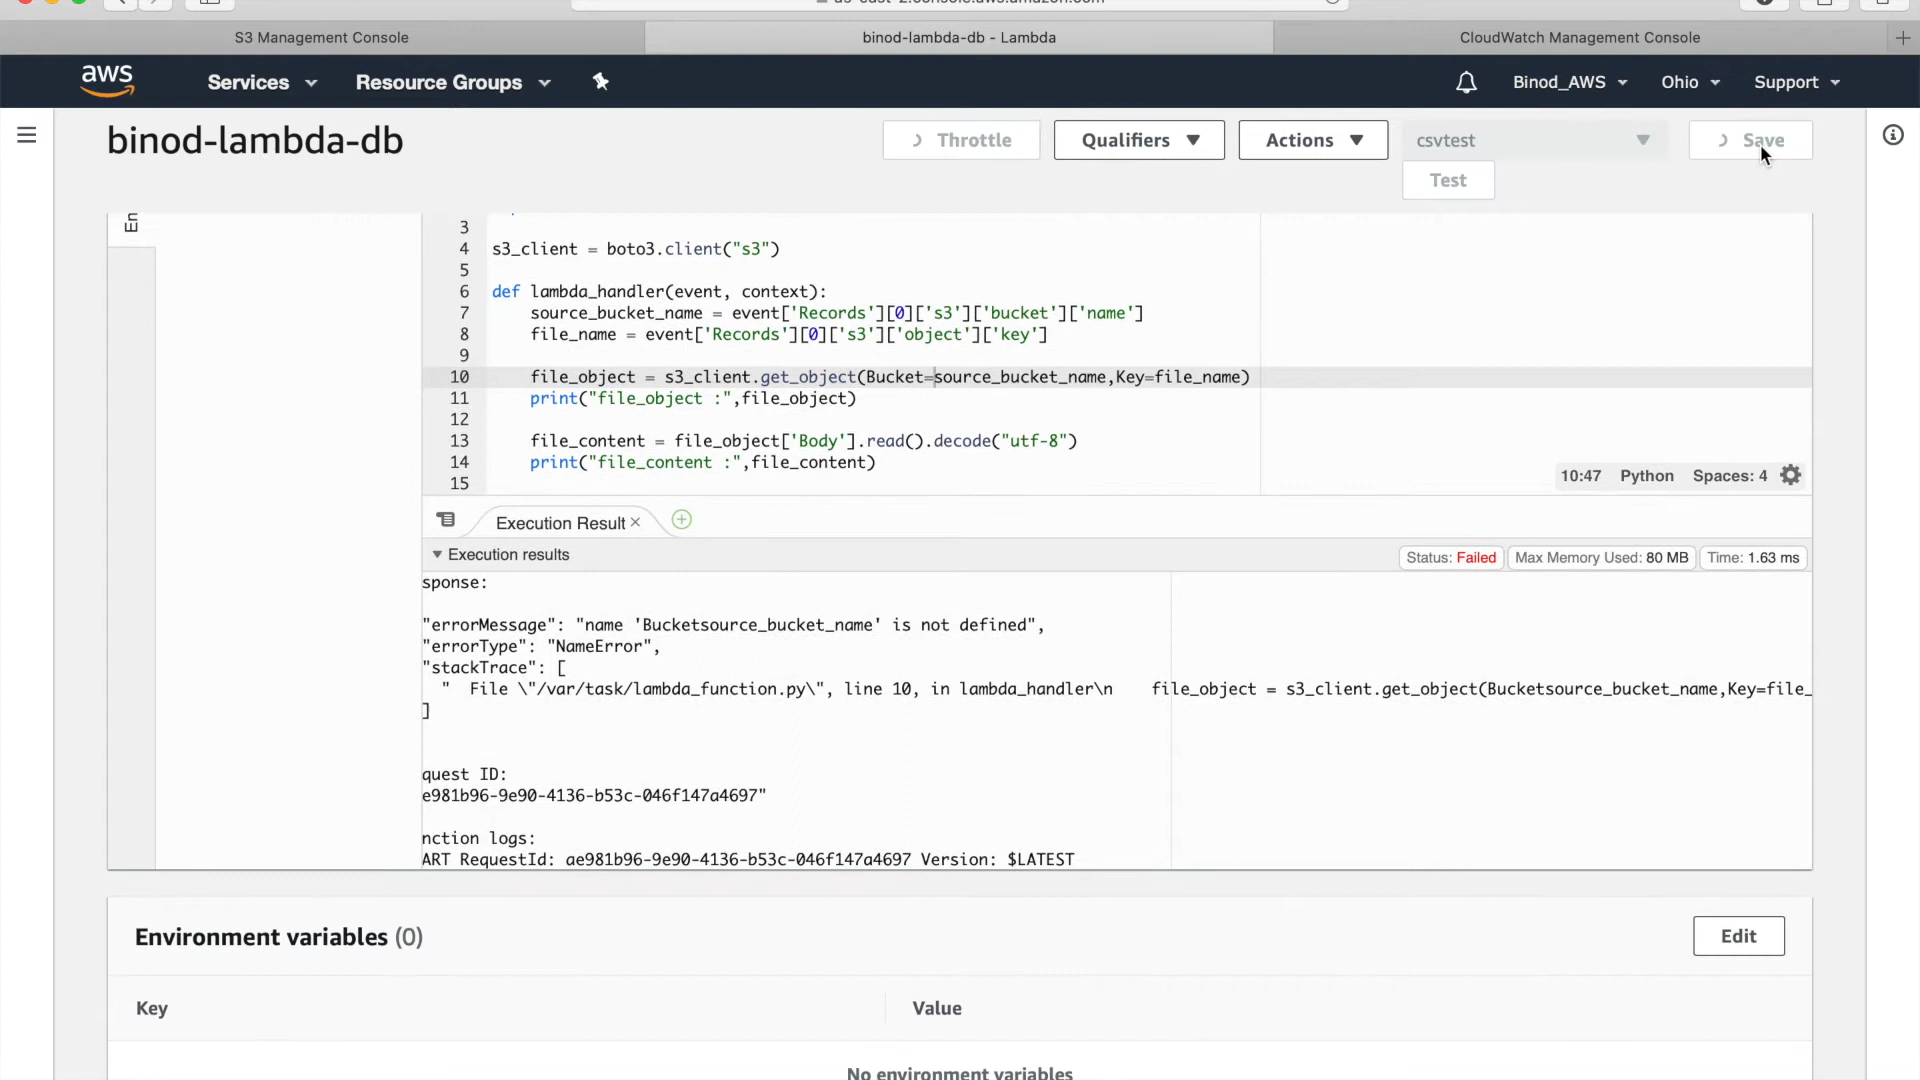 us-east-2.console.aws.amazon.com
S3 Management Console
binod-lambda-db - Lambda
CloudWatch Management Console
aws
Services
Resource Groups
Binod_AWS
Ohio
Support
binod-lambda-db
Throttle
Qualifiers
Actions
csvtest
Save
Test
En
3
4 s3_client = boto3.client("s3")
5
6 def lambda_handler(event, context):
7 source_bucket_name = event['Records'][0]['s3']['bucket']['name']
8 file_name = event['Records'][0]['s3']['object']['key']
9
10 file_object = s3_client.get_object(Bucket=source_bucket_name,Key=file_name)
11 print("file_object :",file_object)
12
13 file_content = file_object['Body'].read().decode("utf-8")
14 print("file_content :",file_content)
15
10:47 Python Spaces: 4
Execution Result
Execution results
Status: Failed Max Memory Used: 80 MB Time: 1.63 ms
sponse:
"errorMessage": "name 'Bucketsource_bucket_name' is not defined",
"errorType": "NameError",
"stackTrace": [
" File \"/var/task/lambda_function.py\", line 10, in lambda_handler\n file_object = s3_client.get_object(Bucketsource_bucket_name,Key=file_
]
quest ID:
e981b96-9e90-4136-b53c-046f147a4697"
nction logs:
ART RequestId: ae981b96-9e90-4136-b53c-046f147a4697 Version: $LATEST
Environment variables (0)
Edit
Key
Value
No environment variables